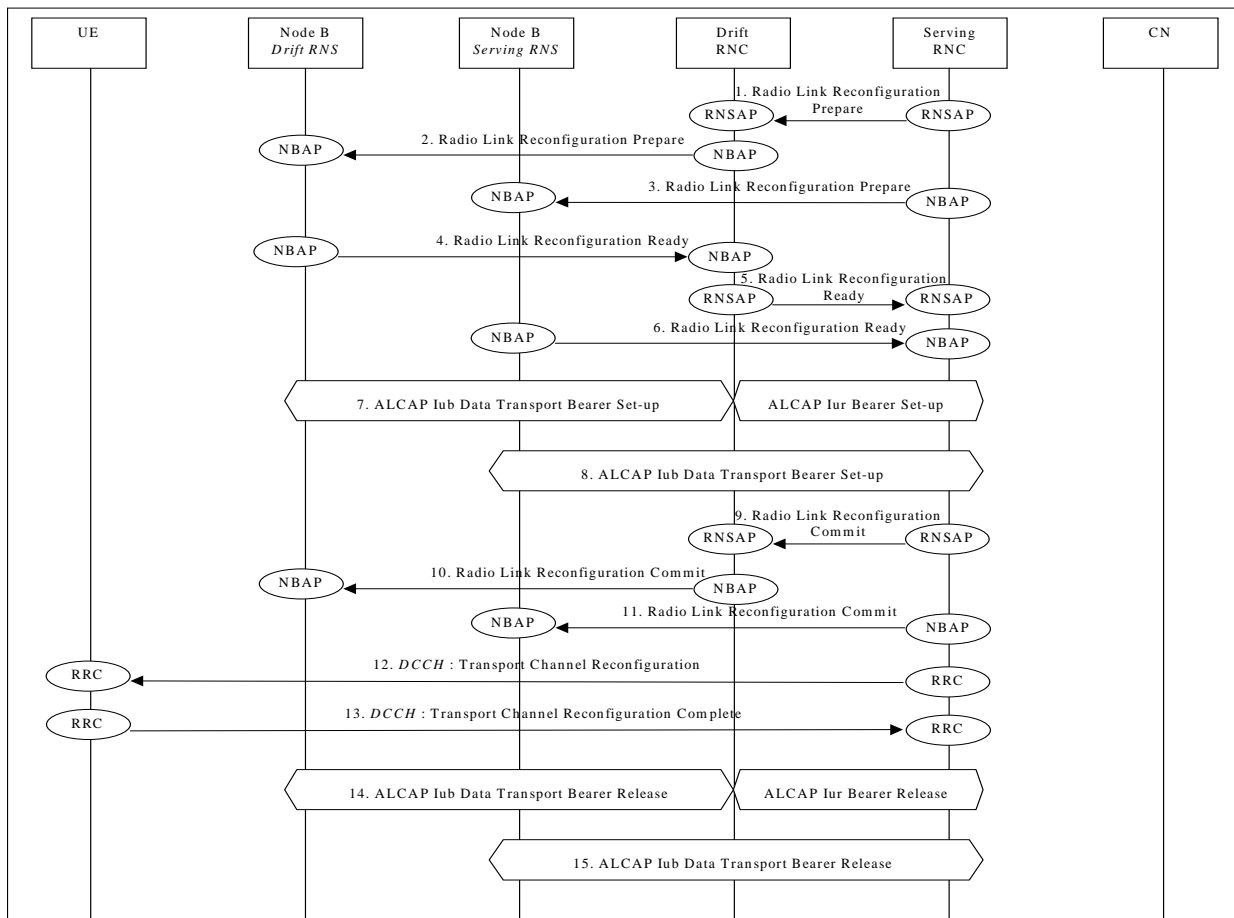 UE
Node B
Drift RNS
Node B
Serving RNS
Drift
RNC
Serving
RNC
CN
1. Radio Link Reconfiguration
Prepare
RNSAP
RNSAP
2. Radio Link Reconfiguration Prepare
NBAP
NBAP
3. Radio Link Reconfiguration Prepare
NBAP
NBAP
4. Radio Link Reconfiguration Ready
NBAP
NBAP
5. Radio Link Reconfiguration
Ready
RNSAP
RNSAP
6. Radio Link Reconfiguration Ready
NBAP
NBAP
7. ALCAP Iub Data Transport Bearer Set-up
ALCAP Iur Bearer Set-up
8. ALCAP Iub Data Transport Bearer Set-up
9. Radio Link Reconfiguration
Commit
RNSAP
RNSAP
10. Radio Link Reconfiguration Commit
NBAP
NBAP
11. Radio Link Reconfiguration Commit
NBAP
NBAP
12. DCCH : Transport Channel Reconfiguration
RRC
RRC
13. DCCH : Transport Channel Reconfiguration Complete
RRC
RRC
14. ALCAP Iub Data Transport Bearer Release
ALCAP Iur Bearer Release
15. ALCAP Iub Data Transport Bearer Release